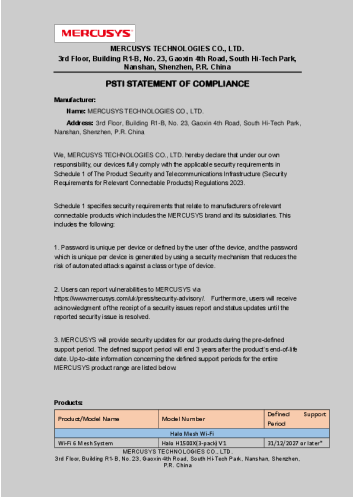 MERCUSYS
MERCUSYS TECHNOLOGIES CO., LTD.
3rd Floor, Building R1-B, No. 23, Gaoxin 4th Road, South Hi-Tech Park,
Nanshan, Shenzhen, P.R. China
PSTI STATEMENT OF COMPLIANCE
Manufacturer:
Name: MERCUSYS TECHNOLOGIES CO., LTD.
Address: 3rd Floor, Building R1-B, No. 23, Gaoxin 4th Road, South Hi-Tech Park,
Nanshan, Shenzhen, P.R. China
We, MERCUSYS TECHNOLOGIES CO., LTD. hereby declare that under our own
responsibility, our devices fully comply with the applicable security requirements in
Schedule 1 of The Product Security and Telecommunications Infrastructure (Security
Requirements for Relevant Connectable Products) Regulations 2023.
Schedule 1 specifies security requirements that relate to manufacturers of relevant
connectable products which includes the MERCUSYS brand and its subsidiaries. This
includes the following:
1. Password is unique per device or defined by the user of the device, and the password
which is unique per device is generated by using a security mechanism that reduces the
risk of automated attacks against a class or type of device.
2. Users can report vulnerabilities to MERCUSYS via
https://www.mercusys.com/uk/press/security-advisory/. Furthermore, users will receive
acknowledgment of the receipt of a security issues report and status updates until the
reported security issue is resolved.
3. MERCUSYS will provide security updates for our products during the pre-defined
support period. The defined support period will end 3 years after the product's end-of-life
date. Up-to-date information concerning the defined support periods for the entire
MERCUSYS product range are listed below.
Products:
Product/Model Name Model Number Defined Support
Period
Halo Mesh Wi-Fi
Wi-Fi 6 Mesh System Halo H1500X(3-pack) V1 31/12/2027 or later*
MERCUSYS TECHNOLOGIES CO., LTD.
3rd Floor, Building R1-B, No. 23, Gaoxin 4th Road, South Hi-Tech Park, Nanshan, Shenzhen,
P.R. China